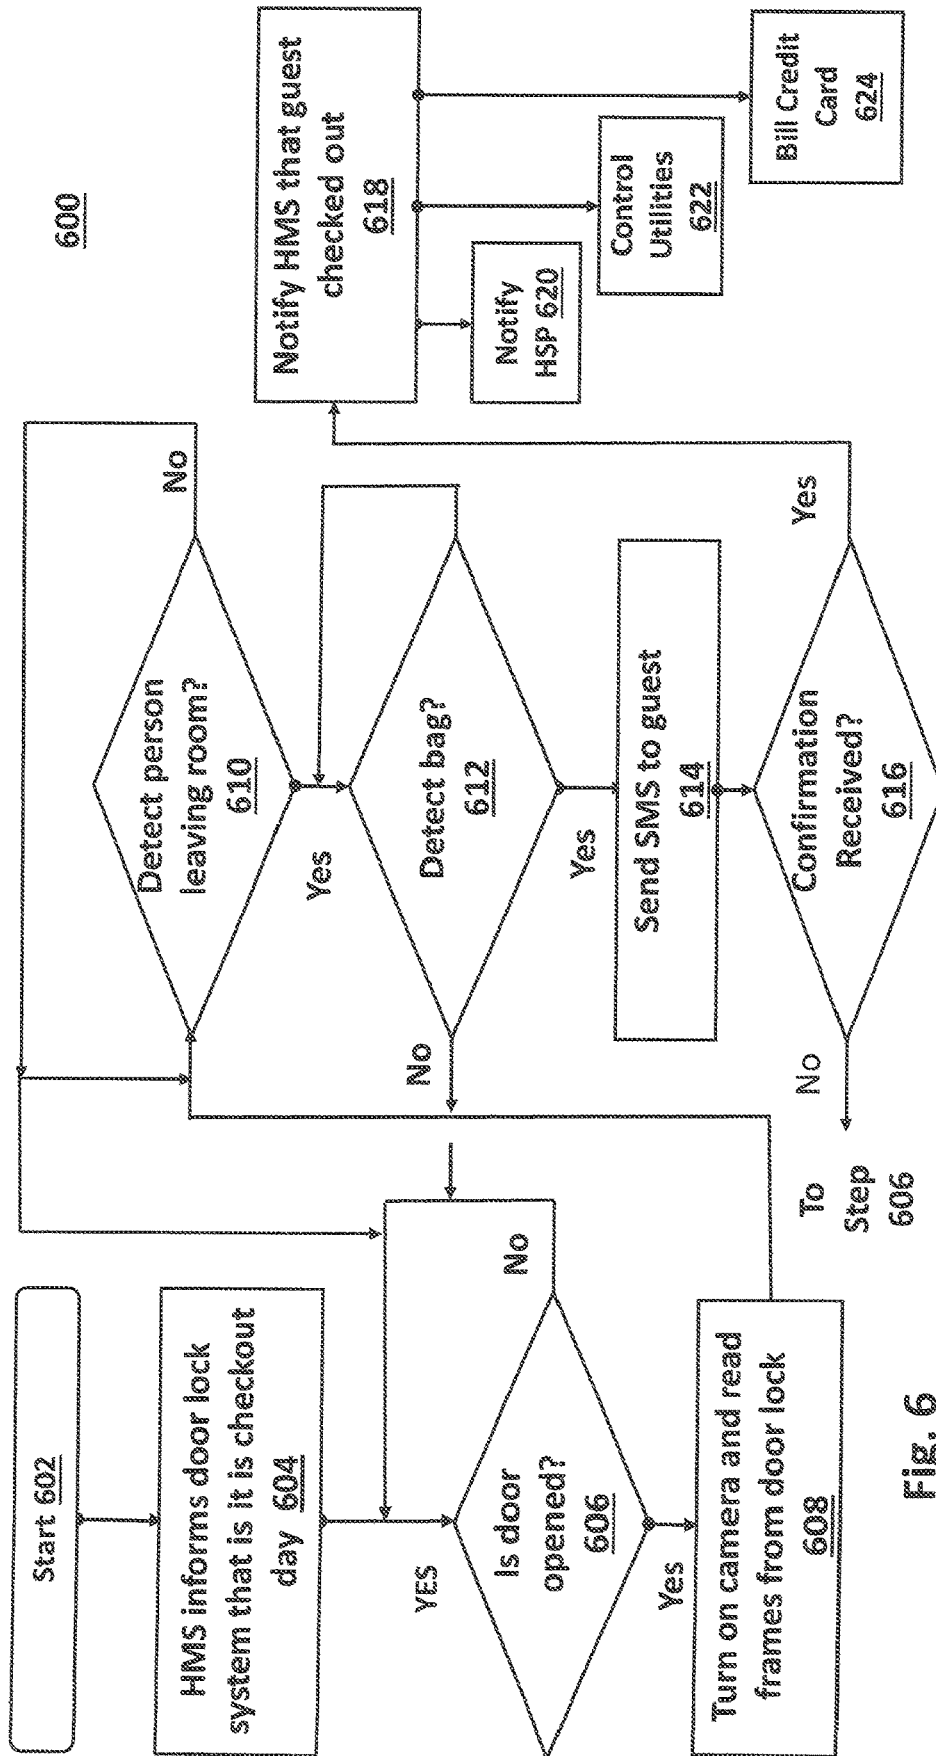 600
Start 602
HMS informs door lock
system that is it is checkout
day 604
YES
Is door
opened?
606
No
Yes
Turn on camera and read
frames from door lock
608
Detect person
leaving room?
610
No
Yes
Detect bag?
612
No
Yes
Send SMS to guest
614
Confirmation
Received?
616
No
To
Step
606
Yes
Notify HMS that guest
checked out
618
Notify
HSP 620
Control
Utilities
622
Bill Credit
Card
624
Fig. 6